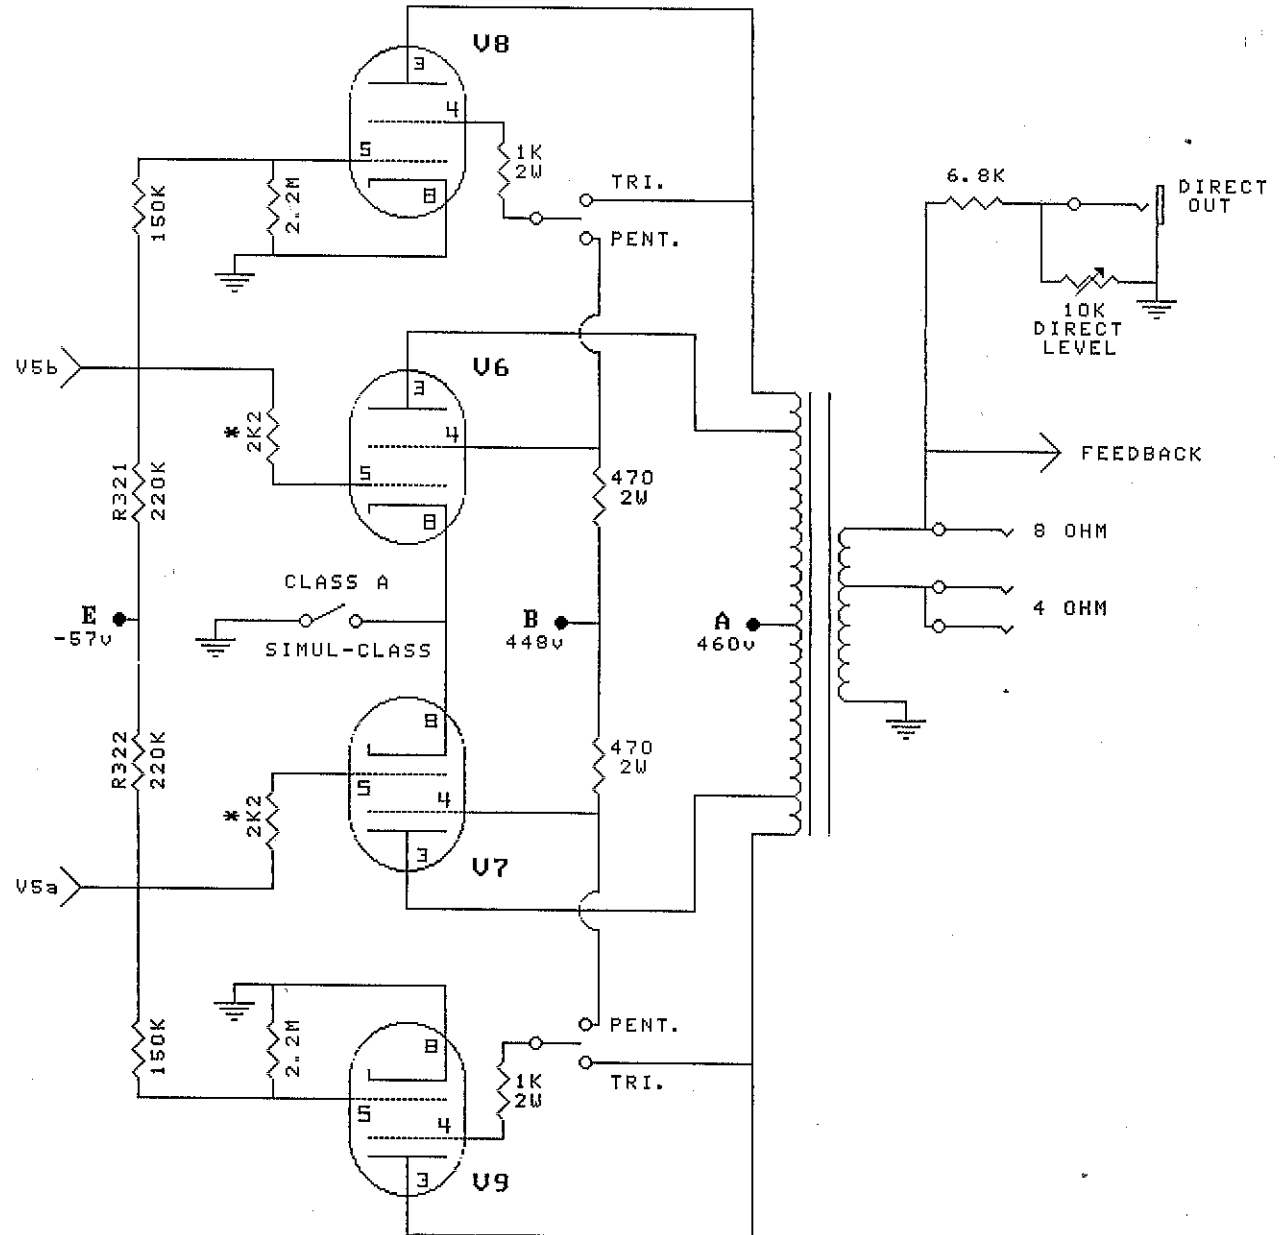 V8
3
4
5
8
1K
2W
150K
2.2M
TRI.
PENT.
6.8K
DIRECT
OUT
10K
DIRECT
LEVEL
V5b
V6
3
4
5
8
* 2K2
R321
220K
470
2W
FEEDBACK
8 OHM
4 OHM
CLASS A
SIMUL-CLASS
E
-57v
B
448v
A
460v
R322
220K
* 2K2
8
5
4
3
V7
470
2W
V5a
150K
2.2M
8
5
4
3
V9
1K
2W
PENT.
TRI.